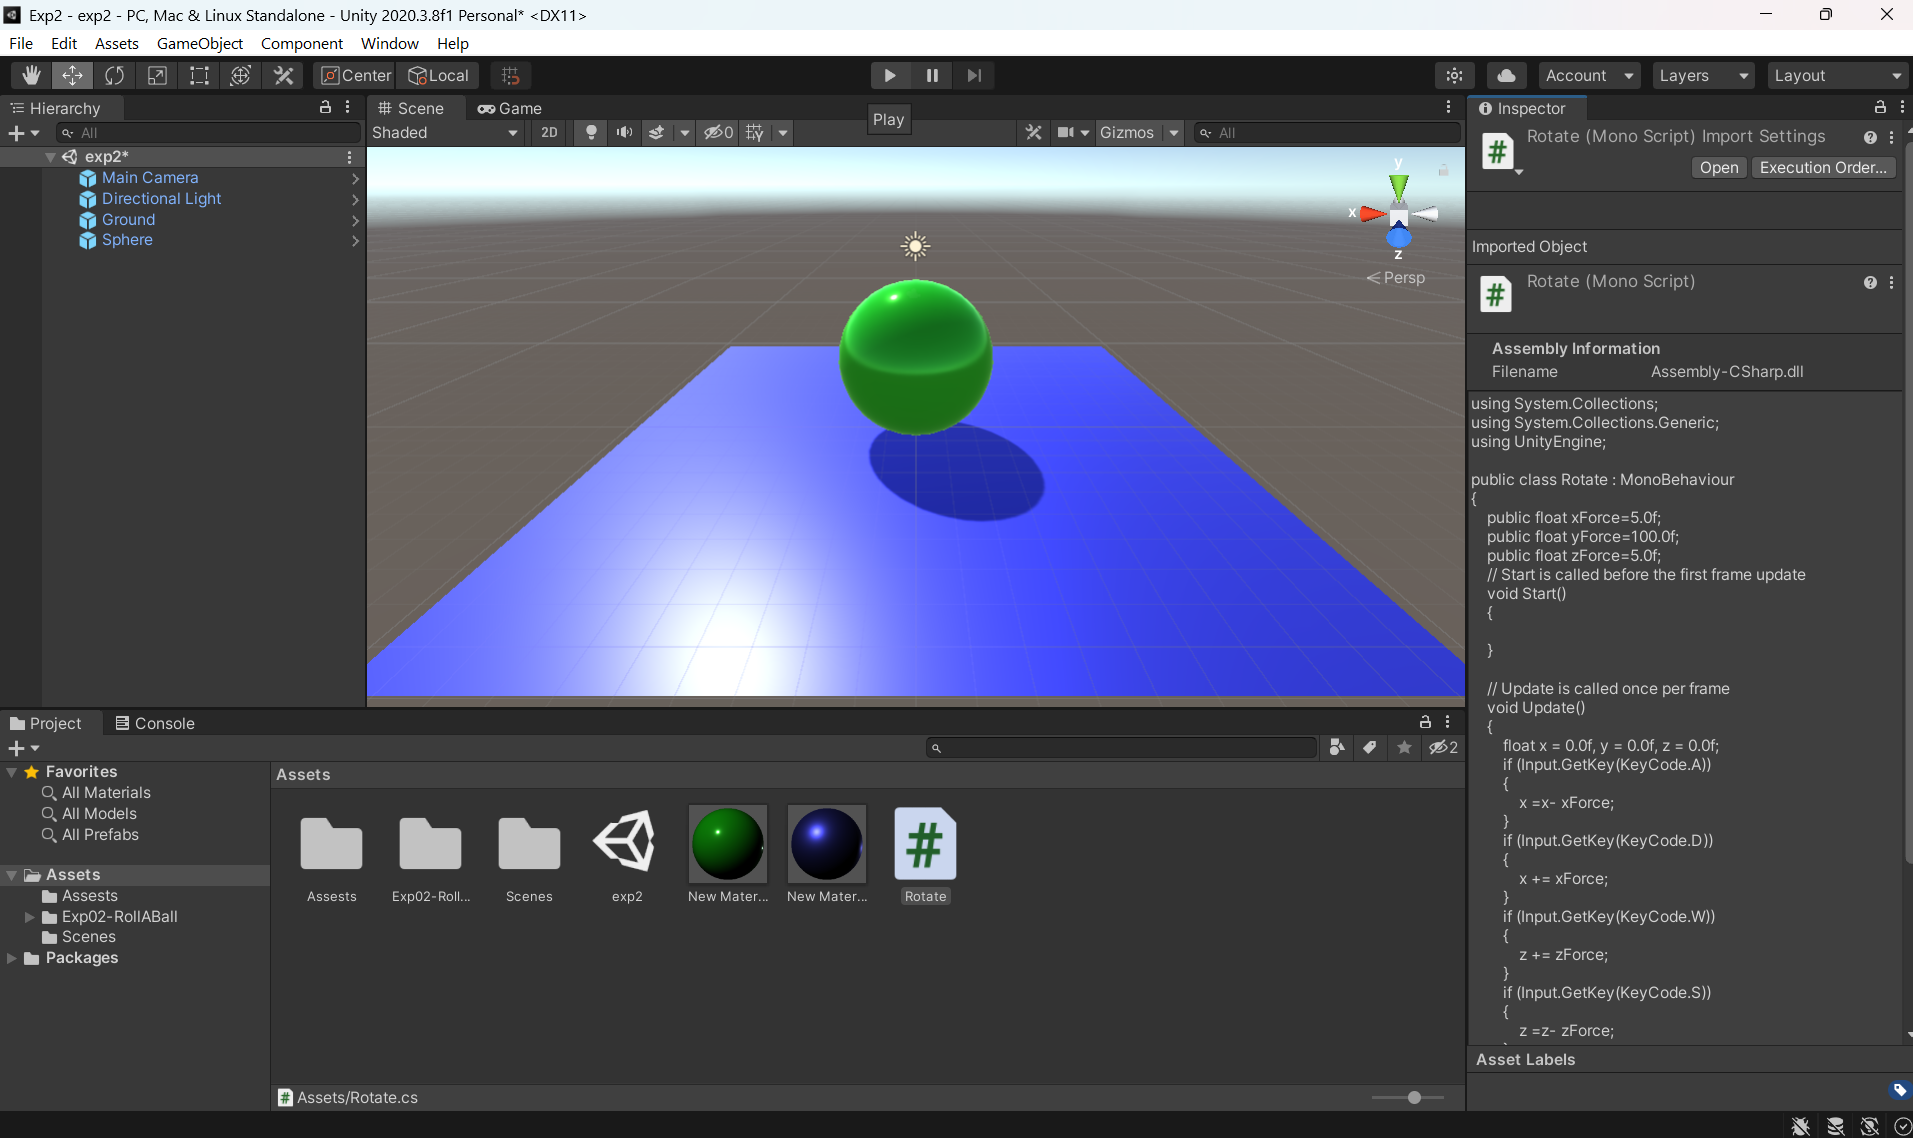 Exp2 - exp2 - PC, Mac & Linux Standalone - Unity 2020.3.8f1 Personal* <DX11>
File Edit Assets GameObject Component Window Help
Center Local Account Layers Layout
Play
Hierarchy
All
exp2*
Main Camera
Directional Light
Ground
Sphere
Scene Game
Shaded 2D 0 Gizmos All
y
x
z
< Persp
Inspector
Rotate (Mono Script) Import Settings
Open Execution Order...
Imported Object
Rotate (Mono Script)
Assembly Information
Filename Assembly-CSharp.dll
using System.Collections;
using System.Collections.Generic;
using UnityEngine;
public class Rotate : MonoBehaviour
{
public float xForce=5.0f;
public float yForce=100.0f;
public float zForce=5.0f;
// Start is called before the first frame update
void Start()
{
}
// Update is called once per frame
void Update()
{
float x = 0.0f, y = 0.0f, z = 0.0f;
if (Input.GetKey(KeyCode.A))
{
x =x- xForce;
}
if (Input.GetKey(KeyCode.D))
{
x += xForce;
}
if (Input.GetKey(KeyCode.W))
{
z += zForce;
}
if (Input.GetKey(KeyCode.S))
{
z =z- zForce;
Asset Labels
Project Console
2
Favorites
All Materials
All Models
All Prefabs
Assets
Assests
Exp02-RollABall
Scenes
Packages
Assets
Assests Exp02-Roll... Scenes exp2 New Mater... New Mater... Rotate
Assets/Rotate.cs